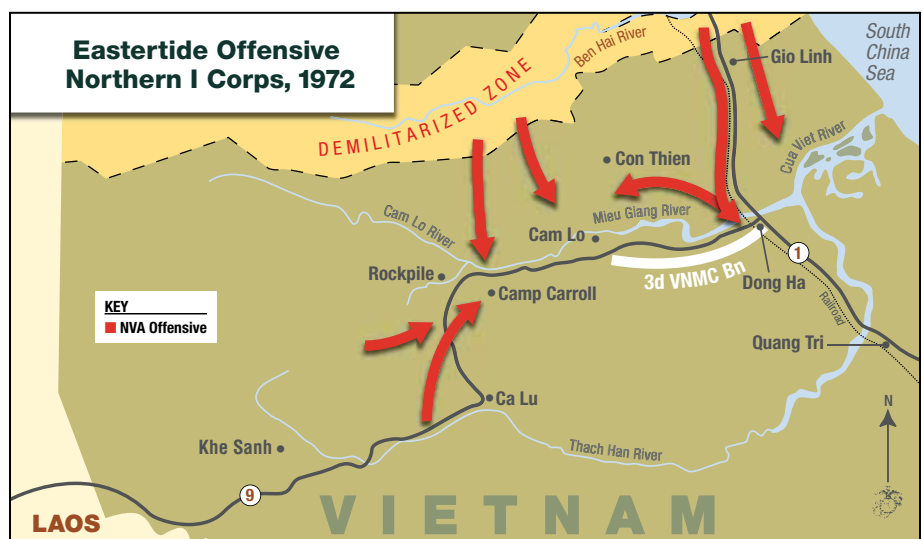 Eastertide Offensive
Northern I Corps, 1972
South
China
Sea
Ben Hai River
Gio Linh
DEMILITARIZED ZONE
Cua Viet River
Con Thien
Cam Lo River
Mieu Giang River
Cam Lo
Rockpile
3d VNMC Bn
1
Dong Ha
Camp Carroll
KEY
NVA Offensive
Railroad
Quang Tri
Ca Lu
N
Khe Sanh
Thach Han River
9
VIETNAM
LAOS